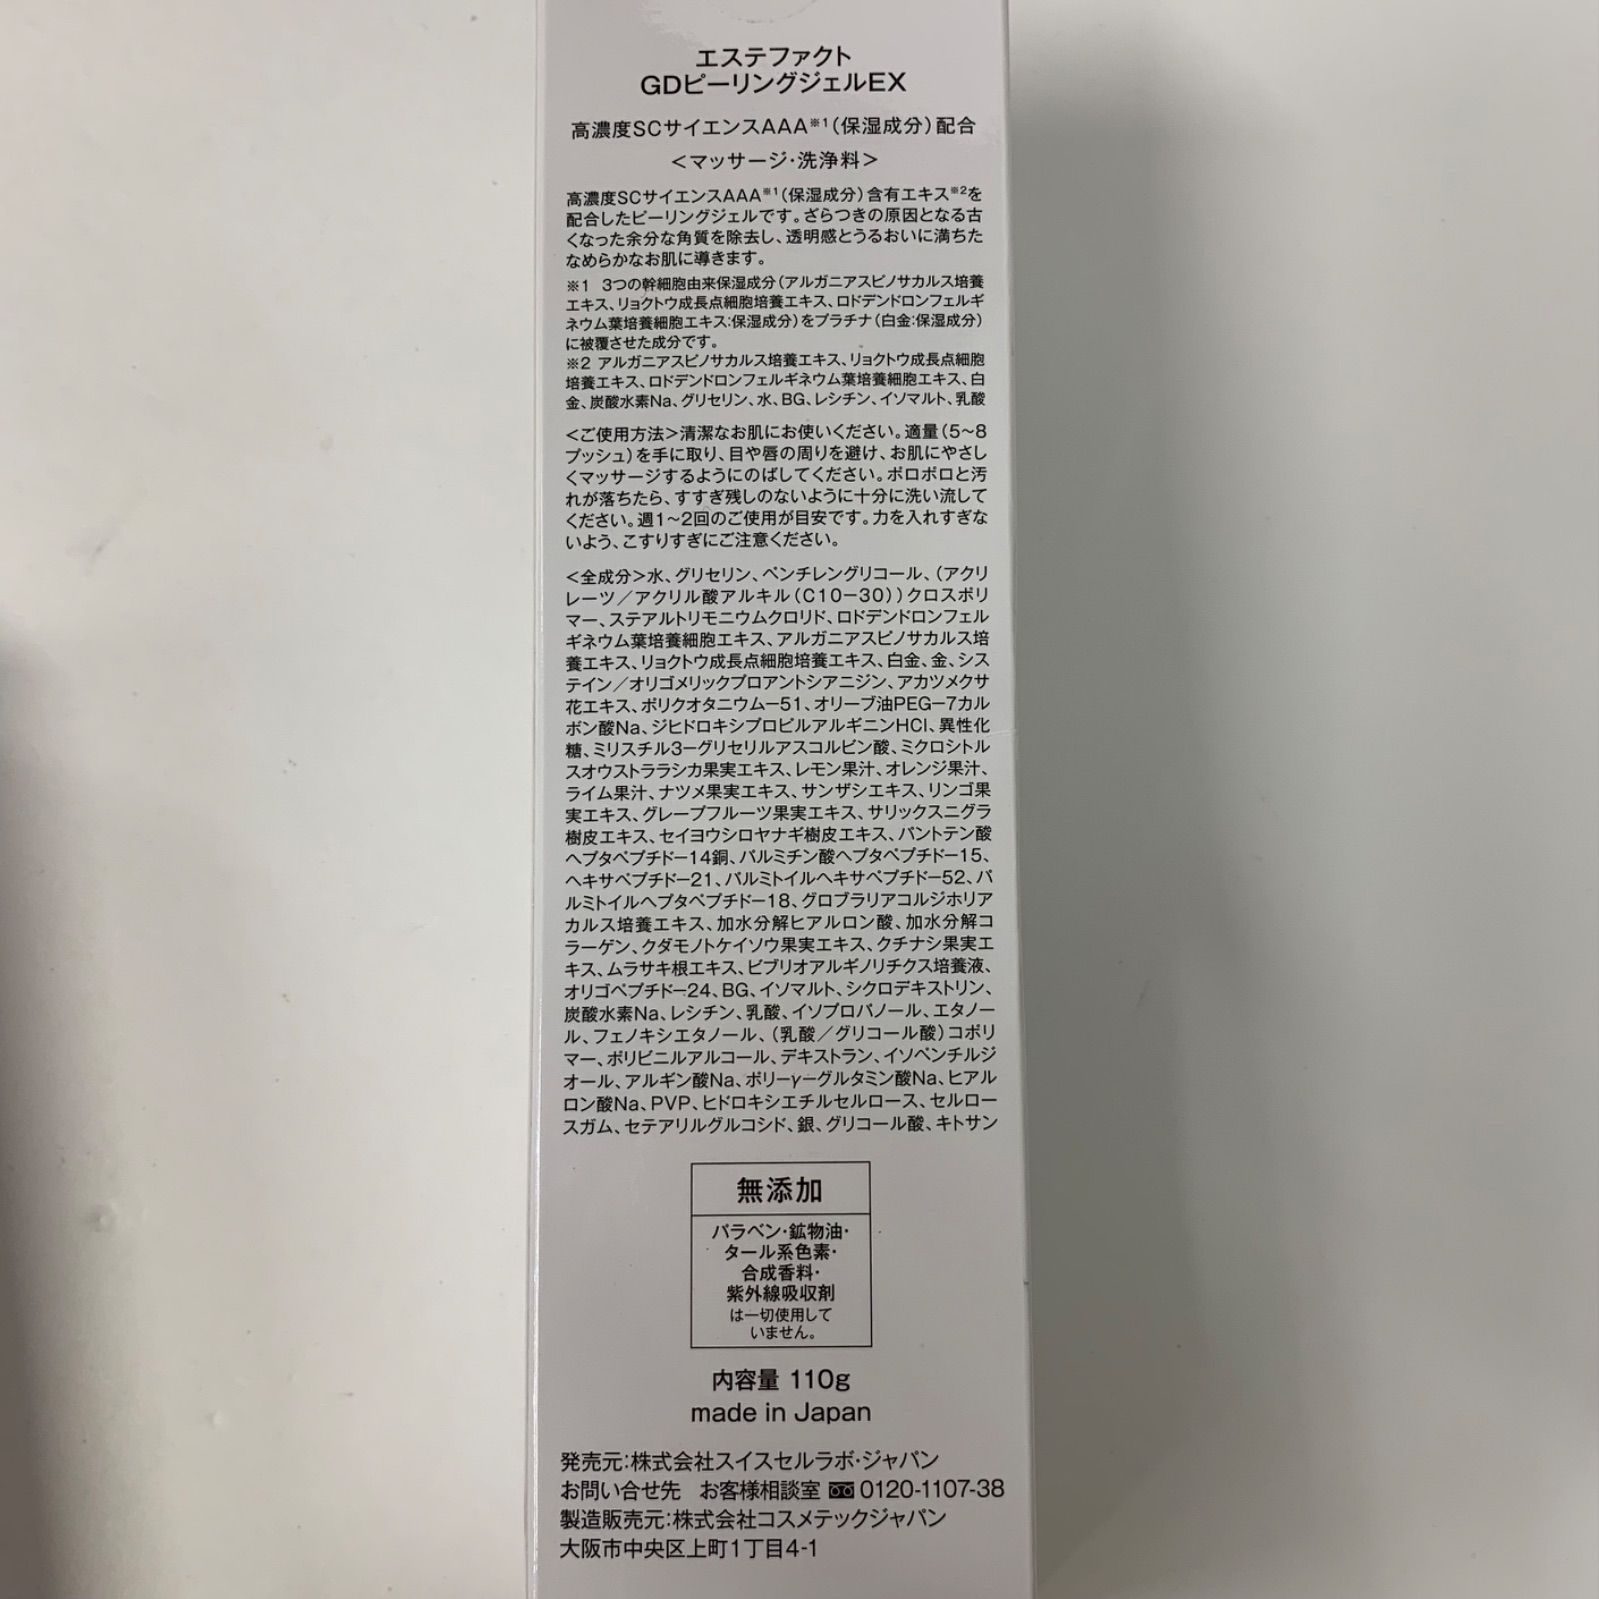 エステファクト
GDピーリングジェルEX
高濃度SCサイエンスAAA※1(保湿成分)配合
＜マッサージ・洗浄料＞
高濃度SCサイエンスAAA※1(保湿成分)含有エキス※2を
配合したピーリングジェルです。ざらつきの原因となる古
くなった余分な角質を除去し、透明感とうるおいに満ちた
なめらかなお肌に導きます。
※1 3つの幹細胞由来保湿成分(アルガニアスピノサカルス培養
エキス、リョクトウ成長点細胞培養エキス、ロドデンドロンフェルギ
ネウム葉培養細胞エキス:保湿成分)をプラチナ(白金:保湿成分)
に被覆させた成分です。
※2 アルガニアスピノサカルス培養エキス、リョクトウ成長点細胞
培養エキス、ロドデンドロンフェルギネウム葉培養細胞エキス、白
金、炭酸水素Na、グリセリン、水、BG、レシチン、イソマルト、乳酸
＜ご使用方法＞清潔なお肌にお使いください。適量(5～8
プッシュ)を手に取り、目や唇の周りを避け、お肌にやさし
くマッサージするようにのばしてください。ポロポロと汚
れが落ちたら、すすぎ残しのないように十分に洗い流して
ください。週1～2回のご使用が目安です。力を入れすぎな
いよう、こすりすぎにご注意ください。
＜全成分＞水、グリセリン、ペンチレングリコール、(アクリ
レーツ／アクリル酸アルキル(C10－30))クロスポリ
マー、ステアルトリモニウムクロリド、ロドデンドロンフェル
ギネウム葉培養細胞エキス、アルガニアスピノサカルス培
養エキス、リョクトウ成長点細胞培養エキス、白金、金、シス
テイン／オリゴメリックプロアントシアニジン、アカツメクサ
花エキス、ポリクオタニウム－51、オリーブ油PEG－7カル
ボン酸Na、ジヒドロキシプロピルアルギニンHCl、異性化
糖、ミリスチル3－グリセリルアスコルビン酸、ミクロシトル
スオウストララシカ果実エキス、レモン果汁、オレンジ果汁、
ライム果汁、ナツメ果実エキス、サンザシエキス、リンゴ果
実エキス、グレープフルーツ果実エキス、サリックスニグラ
樹皮エキス、セイヨウシロヤナギ樹皮エキス、パントテン酸
ヘプタペプチド－14銅、パルミチン酸ヘプタペプチド－15、
ヘキサペプチド－21、パルミトイルヘキサペプチド－52、パ
ルミトイルヘプタペプチド－18、グロブラリアコルジホリア
カルス培養エキス、加水分解ヒアルロン酸、加水分解コ
ラーゲン、クダモノトケイソウ果実エキス、クチナシ果実エ
キス、ムラサキ根エキス、ビブリオアルギノリチクス培養液、
オリゴペプチド－24、BG、イソマルト、シクロデキストリン、
炭酸水素Na、レシチン、乳酸、イソプロパノール、エタノー
ル、フェノキシエタノール、(乳酸／グリコール酸)コポリ
マー、ポリビニルアルコール、デキストラン、イソペンチルジ
オール、アルギン酸Na、ポリ－γ－グルタミン酸Na、ヒアル
ロン酸Na、PVP、ヒドロキシエチルセルロース、セルロー
スガム、セテアリルグルコシド、銀、グリコール酸、キトサン
無添加
パラベン・鉱物油・
タール系色素・
合成香料・
紫外線吸収剤
は一切使用して
いません。
内容量 110g
made in Japan
発売元:株式会社スイスセルラボ・ジャパン
お問い合せ先 お客様相談室 0120-1107-38
製造販売元:株式会社コスメテックジャパン
大阪市中央区上町1丁目4-1